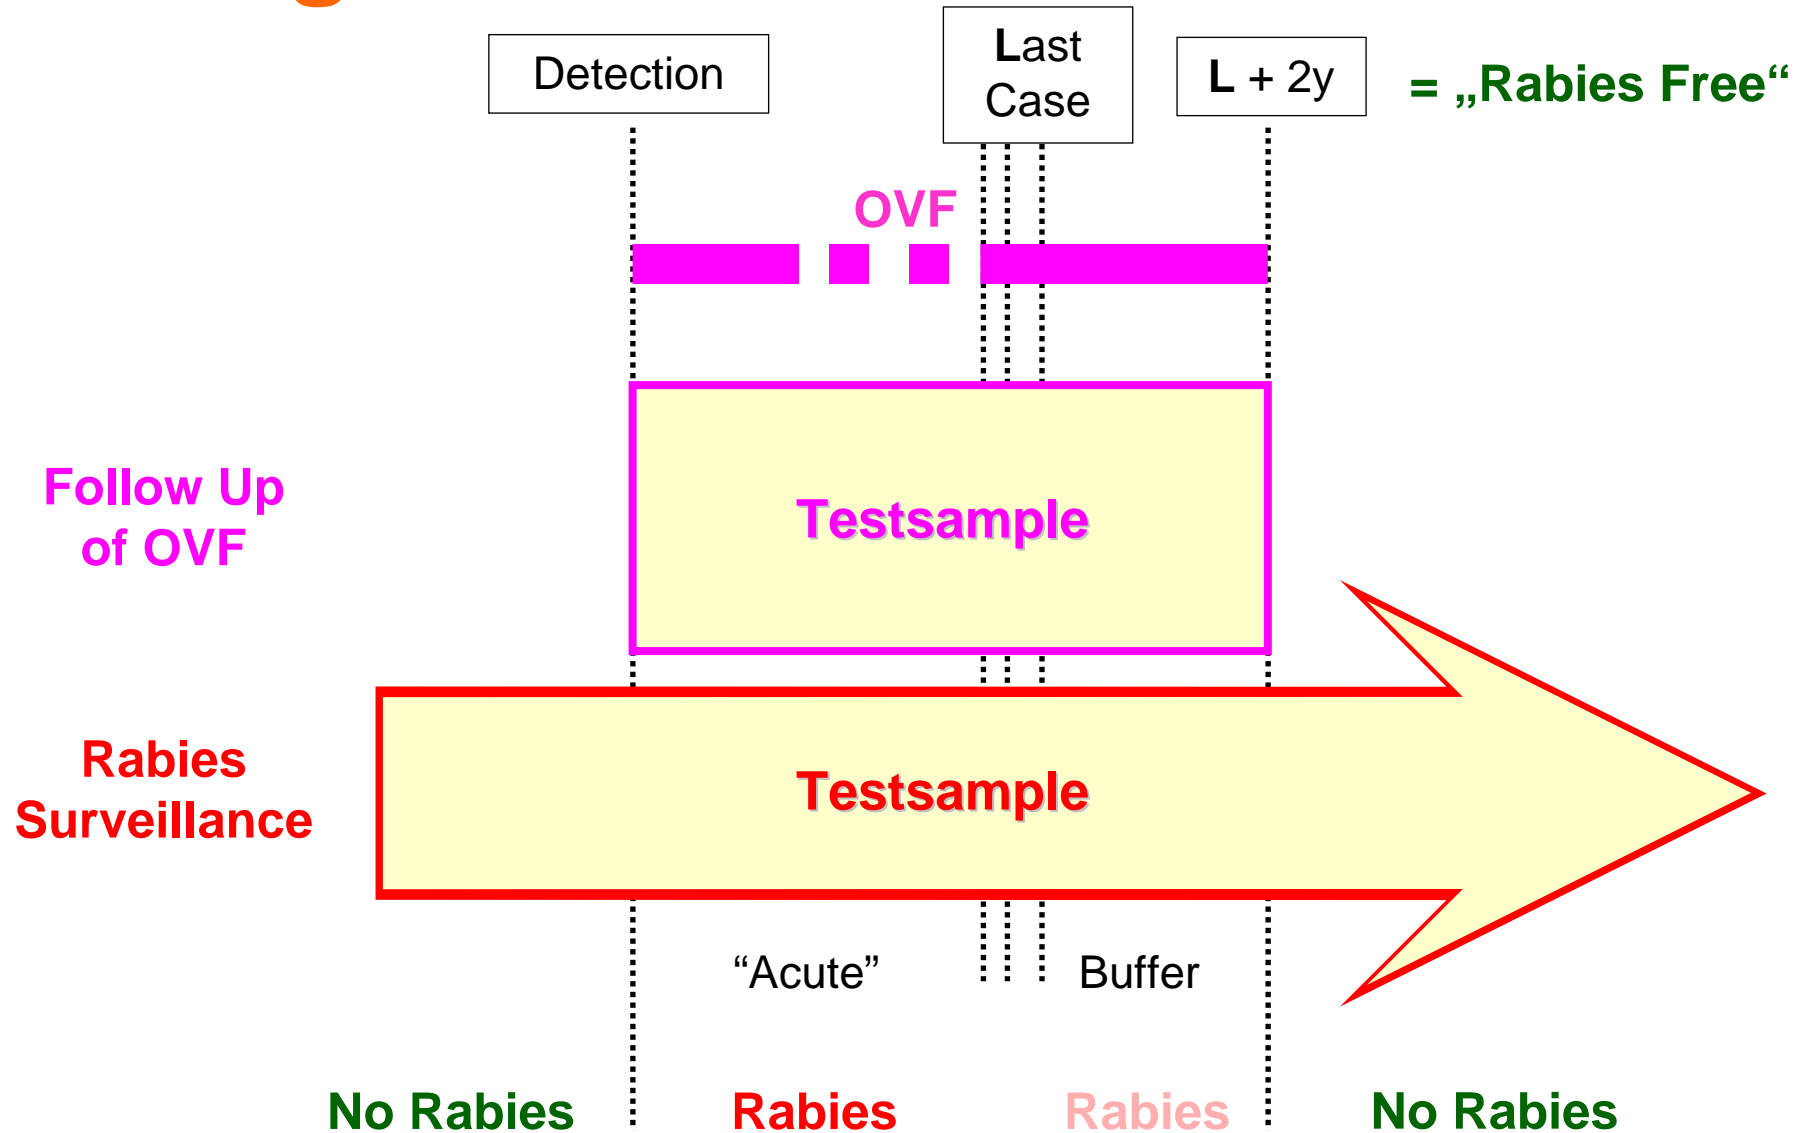 Detection
Last
Case
L + 2y
= „Rabies Free“
OVF
Follow Up
of OVF
Testsample
Rabies
Surveillance
Testsample
“Acute”
Buffer
No Rabies
Rabies
Rabies
No Rabies